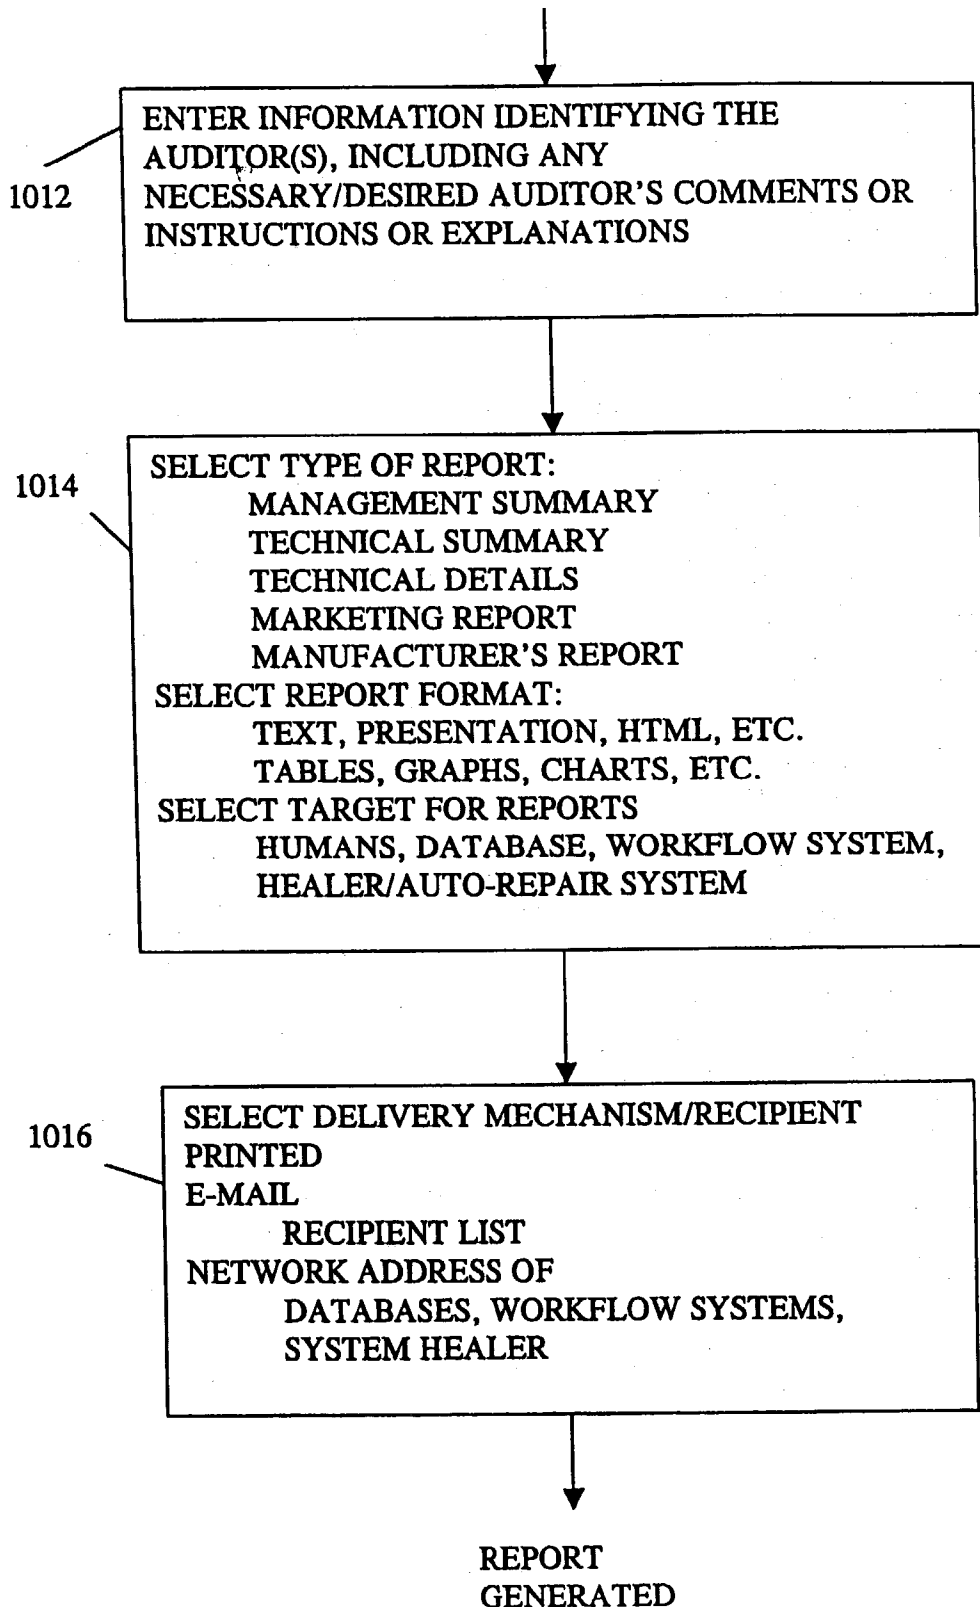 ENTER INFORMATION IDENTIFYING THE
AUDITOR(S), INCLUDING ANY
NECESSARY/DESIRED AUDITOR'S COMMENTS OR
INSTRUCTIONS OR EXPLANATIONS
1012
1014
SELECT TYPE OF REPORT:
MANAGEMENT SUMMARY
TECHNICAL SUMMARY
TECHNICAL DETAILS
MARKETING REPORT
MANUFACTURER'S REPORT
SELECT REPORT FORMAT:
TEXT, PRESENTATION, HTML, ETC.
TABLES, GRAPHS, CHARTS, ETC.
SELECT TARGET FOR REPORTS
HUMANS, DATABASE, WORKFLOW SYSTEM,
HEALER/AUTO-REPAIR SYSTEM
1016
SELECT DELIVERY MECHANISM/RECIPIENT
PRINTED
E-MAIL
RECIPIENT LIST
NETWORK ADDRESS OF
DATABASES, WORKFLOW SYSTEMS,
SYSTEM HEALER
REPORT
GENERATED